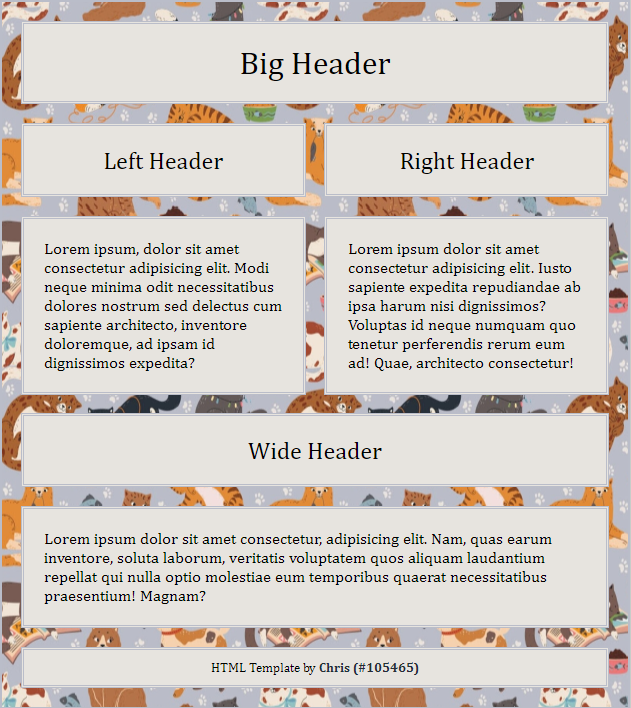 Big Header
Left Header
Right Header
Lorem ipsum, dolor sit amet
consectetur adipisicing elit. Modi
neque minima odit necessitatibus
dolores nostrum sed delectus cum
sapiente architecto, inventore
doloremque, ad ipsam id
dignissimos expedita?
Lorem ipsum dolor sit amet
consectetur adipisicing elit. Iusto
sapiente expedita repudiandae ab
ipsa harum nisi dignissimos?
Voluptas id neque numquam quo
tenetur perferendis rerum eum
ad! Quae, architecto consectetur!
Wide Header
Lorem ipsum dolor sit amet consectetur, adipisicing elit. Nam, quas earum
inventore, soluta laborum, veritatis voluptatem quos aliquam laudantium
repellat qui nulla optio molestiae eum temporibus quaerat necessitatibus
praesentium! Magnam?
HTML Template by Chris (#105465)